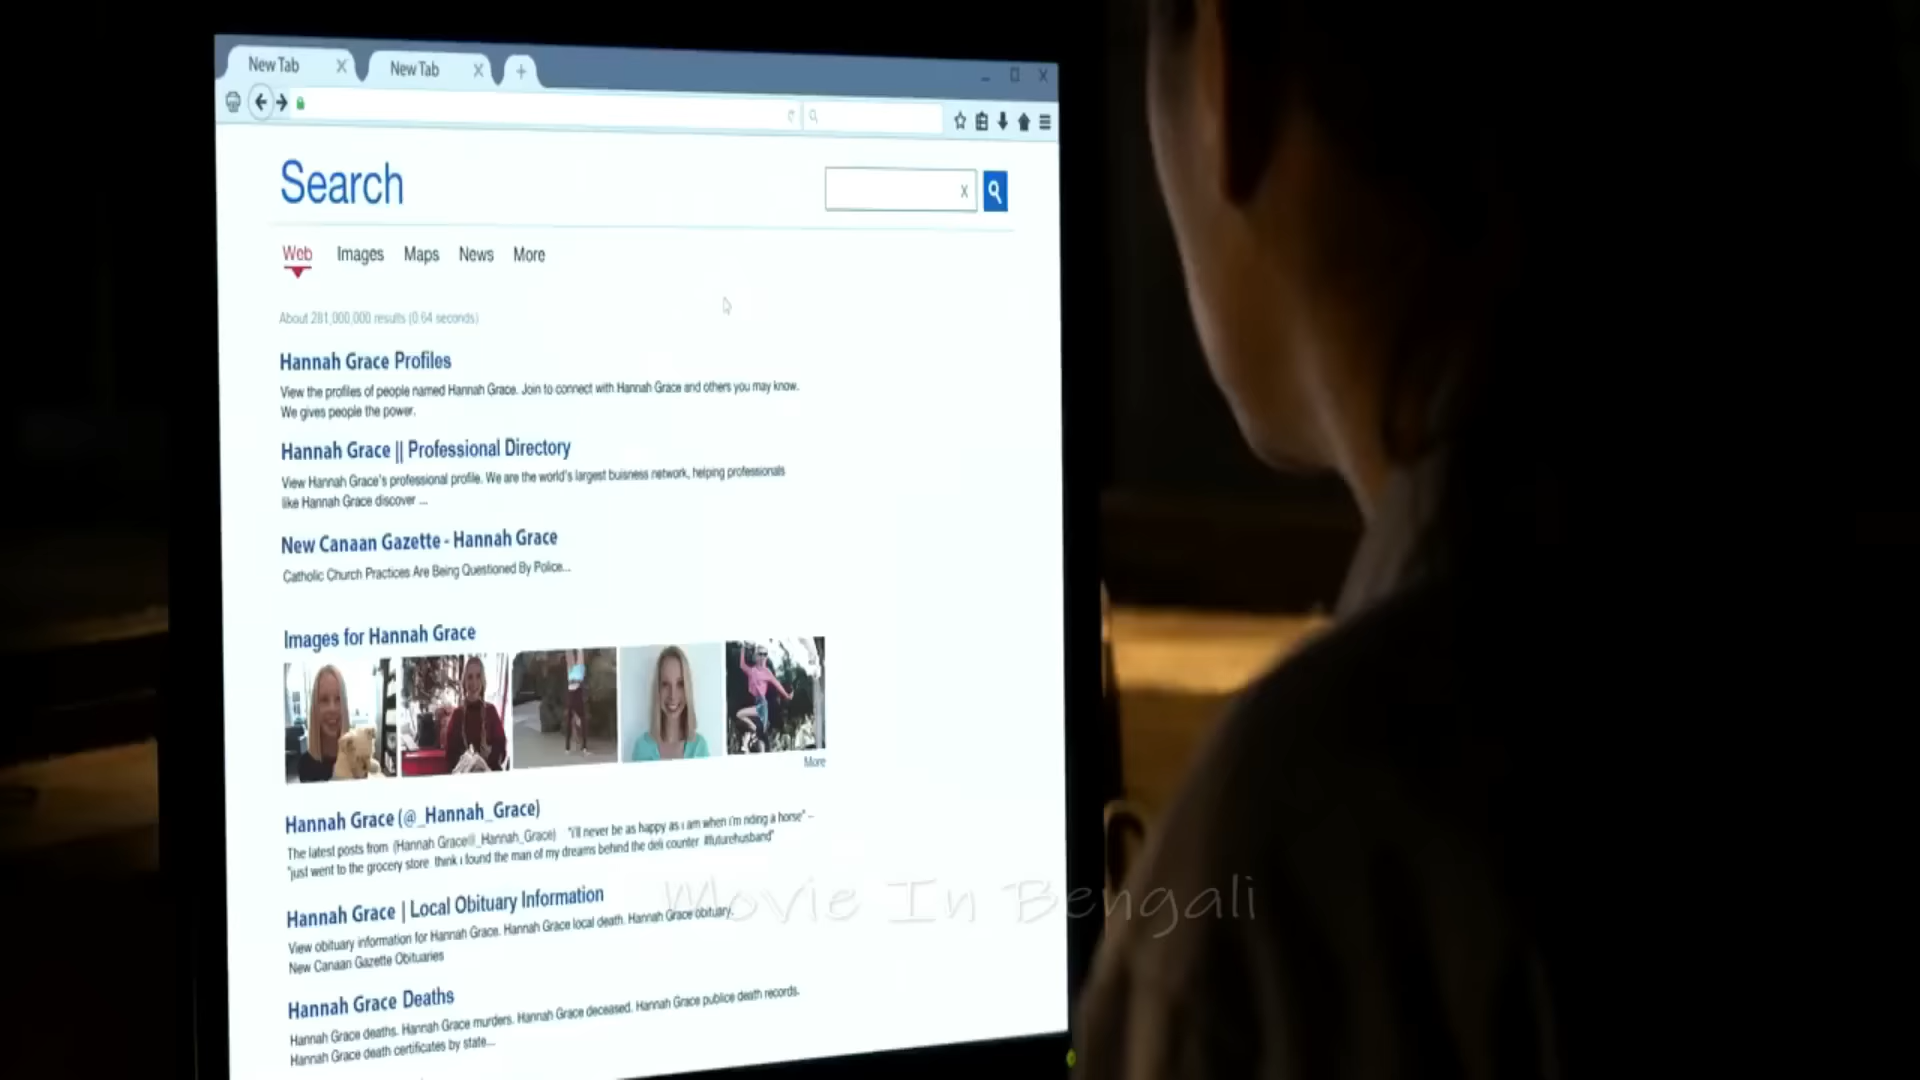 New Tab
New Tab
Search
Web Images Maps News More
About 281,000,000 results (0.64 seconds)
Hannah Grace Profiles
View the profiles of people named Hannah Grace. Join to connect with Hannah Grace and others you may know.
We gives people the power.
Hannah Grace || Professional Directory
View Hannah Grace's professional profile. We are the world's largest buisness network, helping professionals
like Hannah Grace discover ...
New Canaan Gazette - Hannah Grace
Catholic Church Practices Are Being Questioned By Police...
Images for Hannah Grace
More
Hannah Grace (@_Hannah_Grace)
The latest posts from (Hannah Grace@_Hannah_Grace) "i'll never be as happy as i am when i'm riding a horse" --
"just went to the grocery store think i found the man of my dreams behind the deli counter #futurehusband"
Hannah Grace | Local Obituary Information
View obituary information for Hannah Grace. Hannah Grace local death. Hannah Grace obituary.
New Canaan Gazette Obituaries
Movie In Bengali
Hannah Grace Deaths
Hannah Grace deaths. Hannah Grace murders. Hannah Grace deceased. Hannah Grace publice death records.
Hannah Grace death certificates by state...